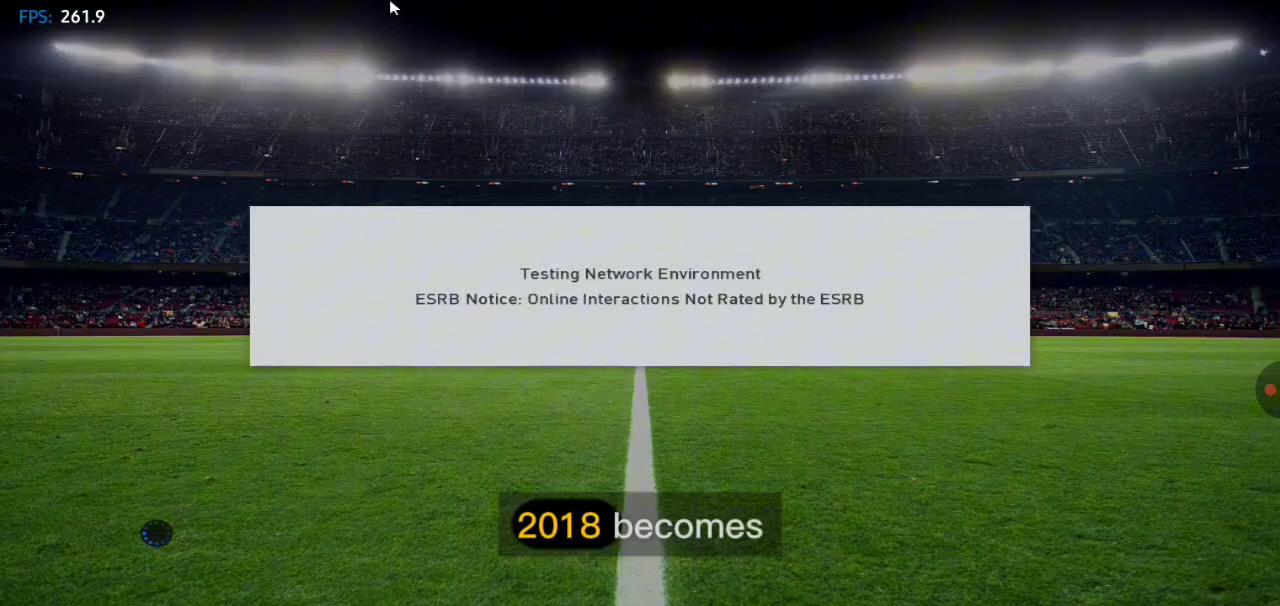 FPS: 261.9
Testing Network Environment
ESRB Notice: Online Interactions Not Rated by the ESRB
2018 becomes